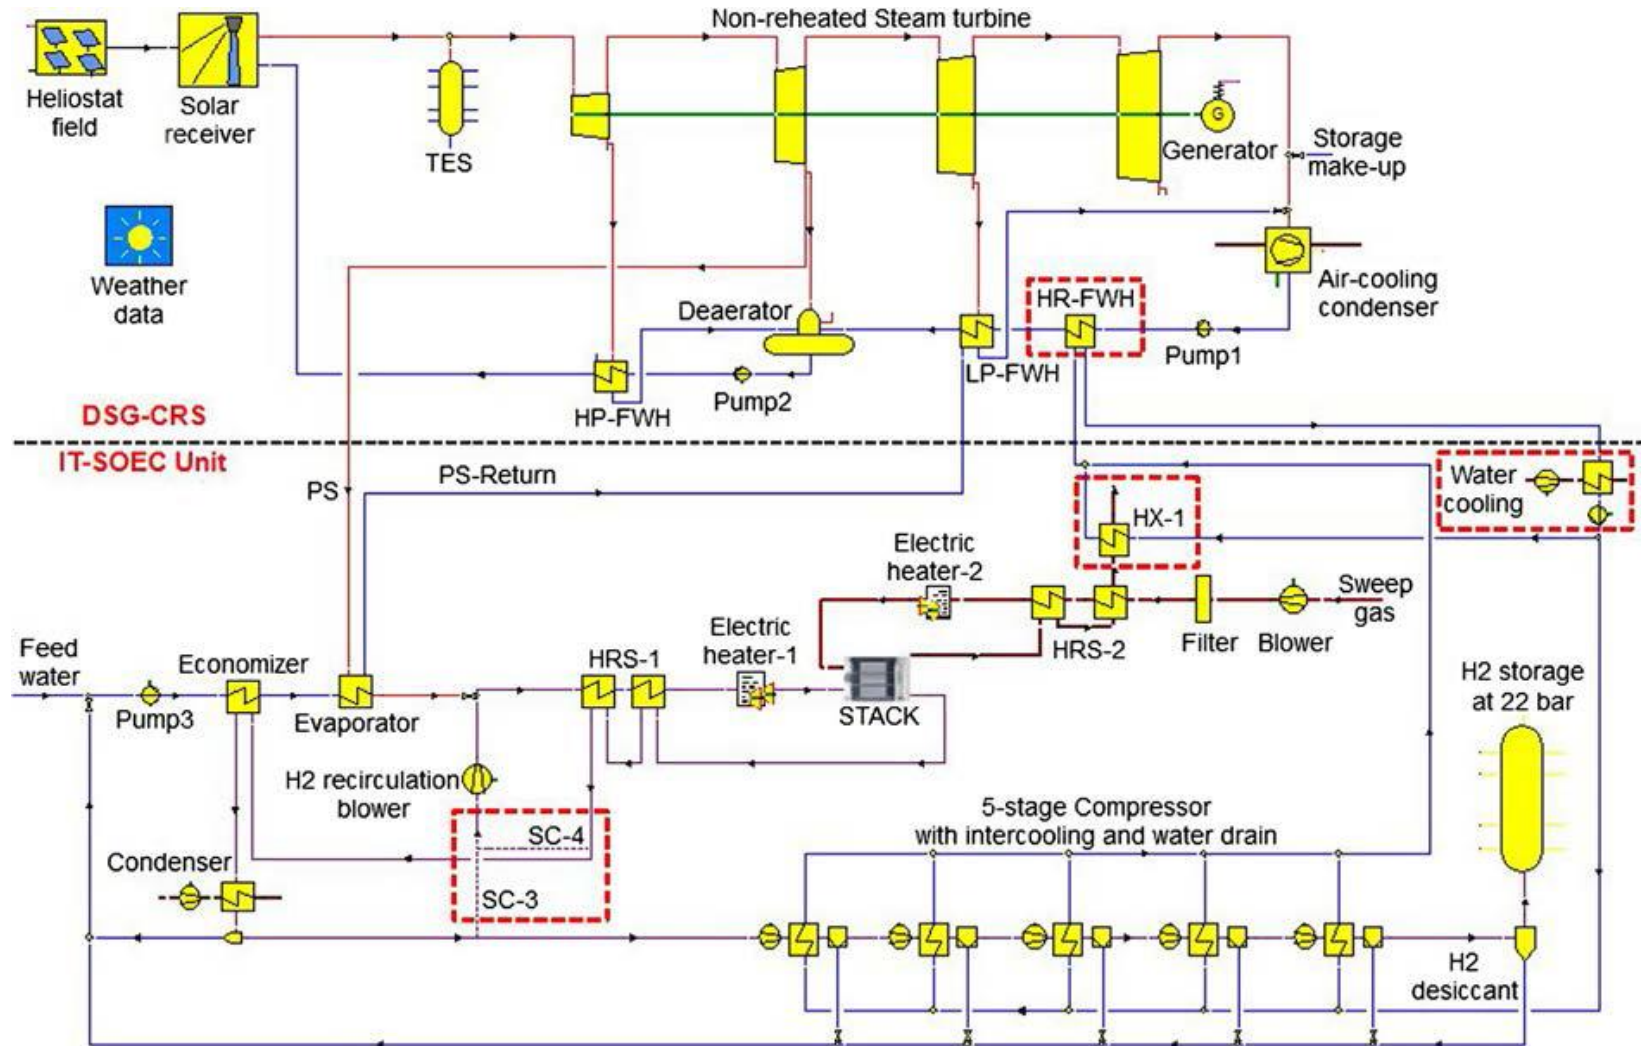 Non-reheated Steam turbine
Heliostat
field
Solar
receiver
TES
G
Generator
Storage
make-up
Weather
data
Air-cooling
condenser
Deaerator
HR-FWH
Pump1
LP-FWH
Pump2
HP-FWH
DSG-CRS
IT-SOEC Unit
PS
PS-Return
Water
cooling
HX-1
Electric
heater-2
Sweep
gas
Filter
Blower
HRS-2
Feed
water
Economizer
Pump3
Evaporator
HRS-1
Electric
heater-1
STACK
H2 storage
at 22 bar
H2 recirculation
blower
5-stage Compressor
with intercooling and water drain
SC-4
SC-3
Condenser
H2
desiccant